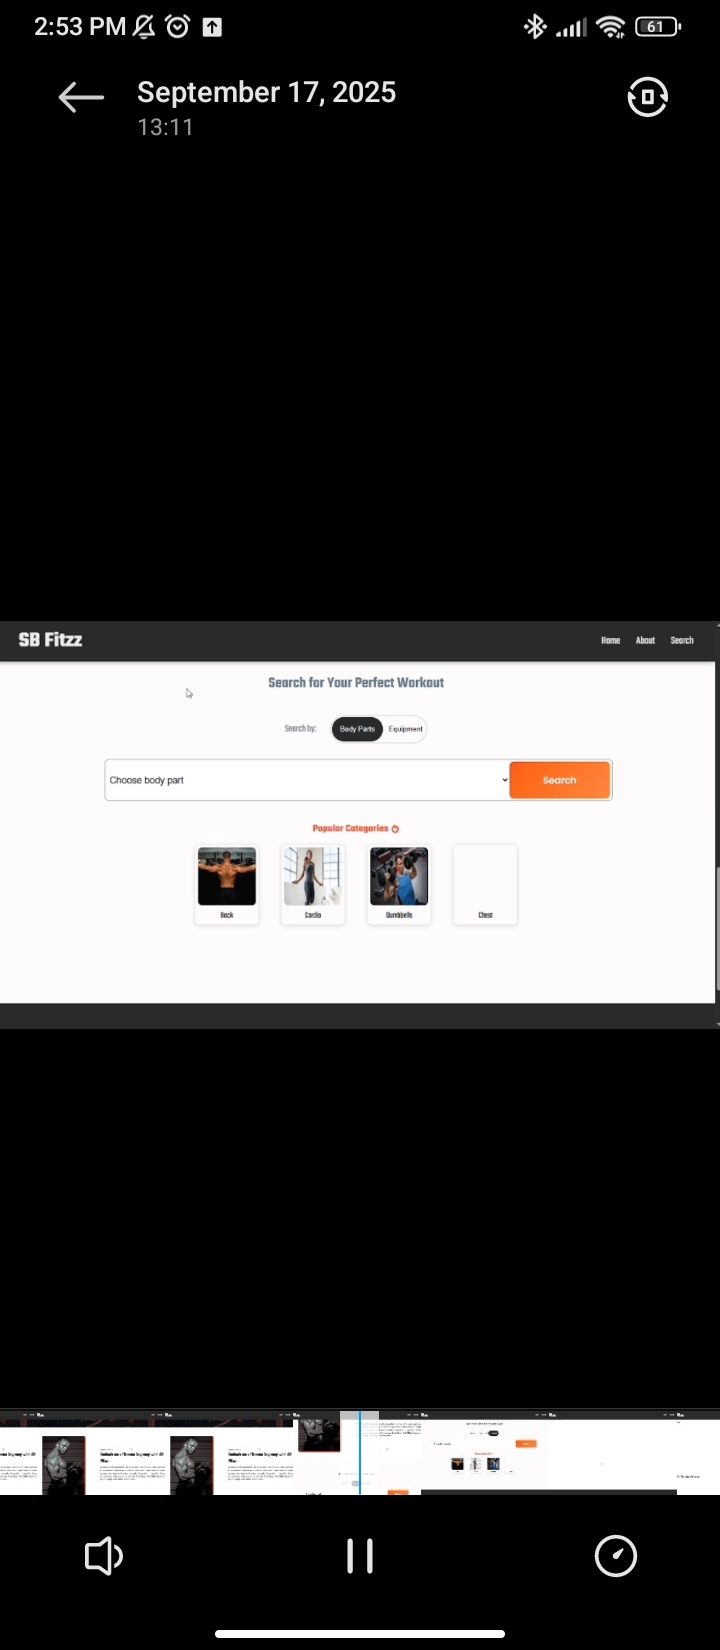 2:53 PM
61
September 17, 2025
13:11
SB Fitzz
Home About Search
Search for Your Perfect Workout
Search by: Body Parts Equipment
Choose body part
Search
Popular Categories
Back Cardio Dumbbells Chest